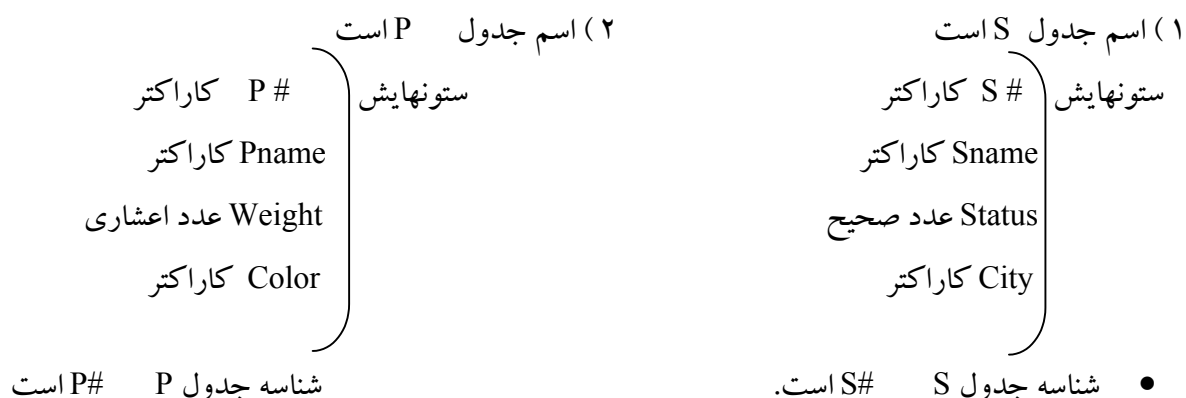 ۱ ) اسم جدول S است
ستونهایش S # کاراکتر
Sname کاراکتر
Status عدد صحیح
City کاراکتر
• شناسه جدول S S# است.
۲ ) اسم جدول P است
ستونهایش P # کاراکتر
Pname کاراکتر
Weight عدد اعشاری
Color کاراکتر
شناسه جدول P P# است